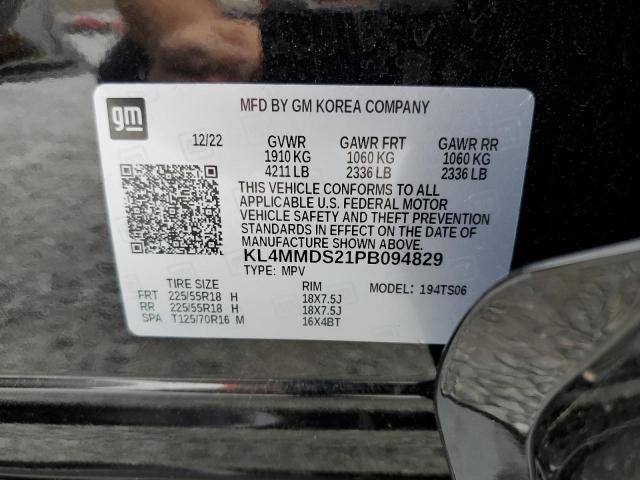 gm
MFD BY GM KOREA COMPANY
12/22 GVWR GAWR FRT GAWR RR
1910 KG 1060 KG 1060 KG
4211 LB 2336 LB 2336 LB
THIS VEHICLE CONFORMS TO ALL
APPLICABLE U.S. FEDERAL MOTOR
VEHICLE SAFETY AND THEFT PREVENTION
STANDARDS IN EFFECT ON THE DATE OF
MANUFACTURE SHOWN ABOVE.
KL4MMDS21PB094829
TYPE: MPV
TIRE SIZE RIM MODEL: 194TS06
FRT 225/55R18 H 18X7.5J
RR 225/55R18 H 18X7.5J
SPA T125/70R16 M 16X4BT